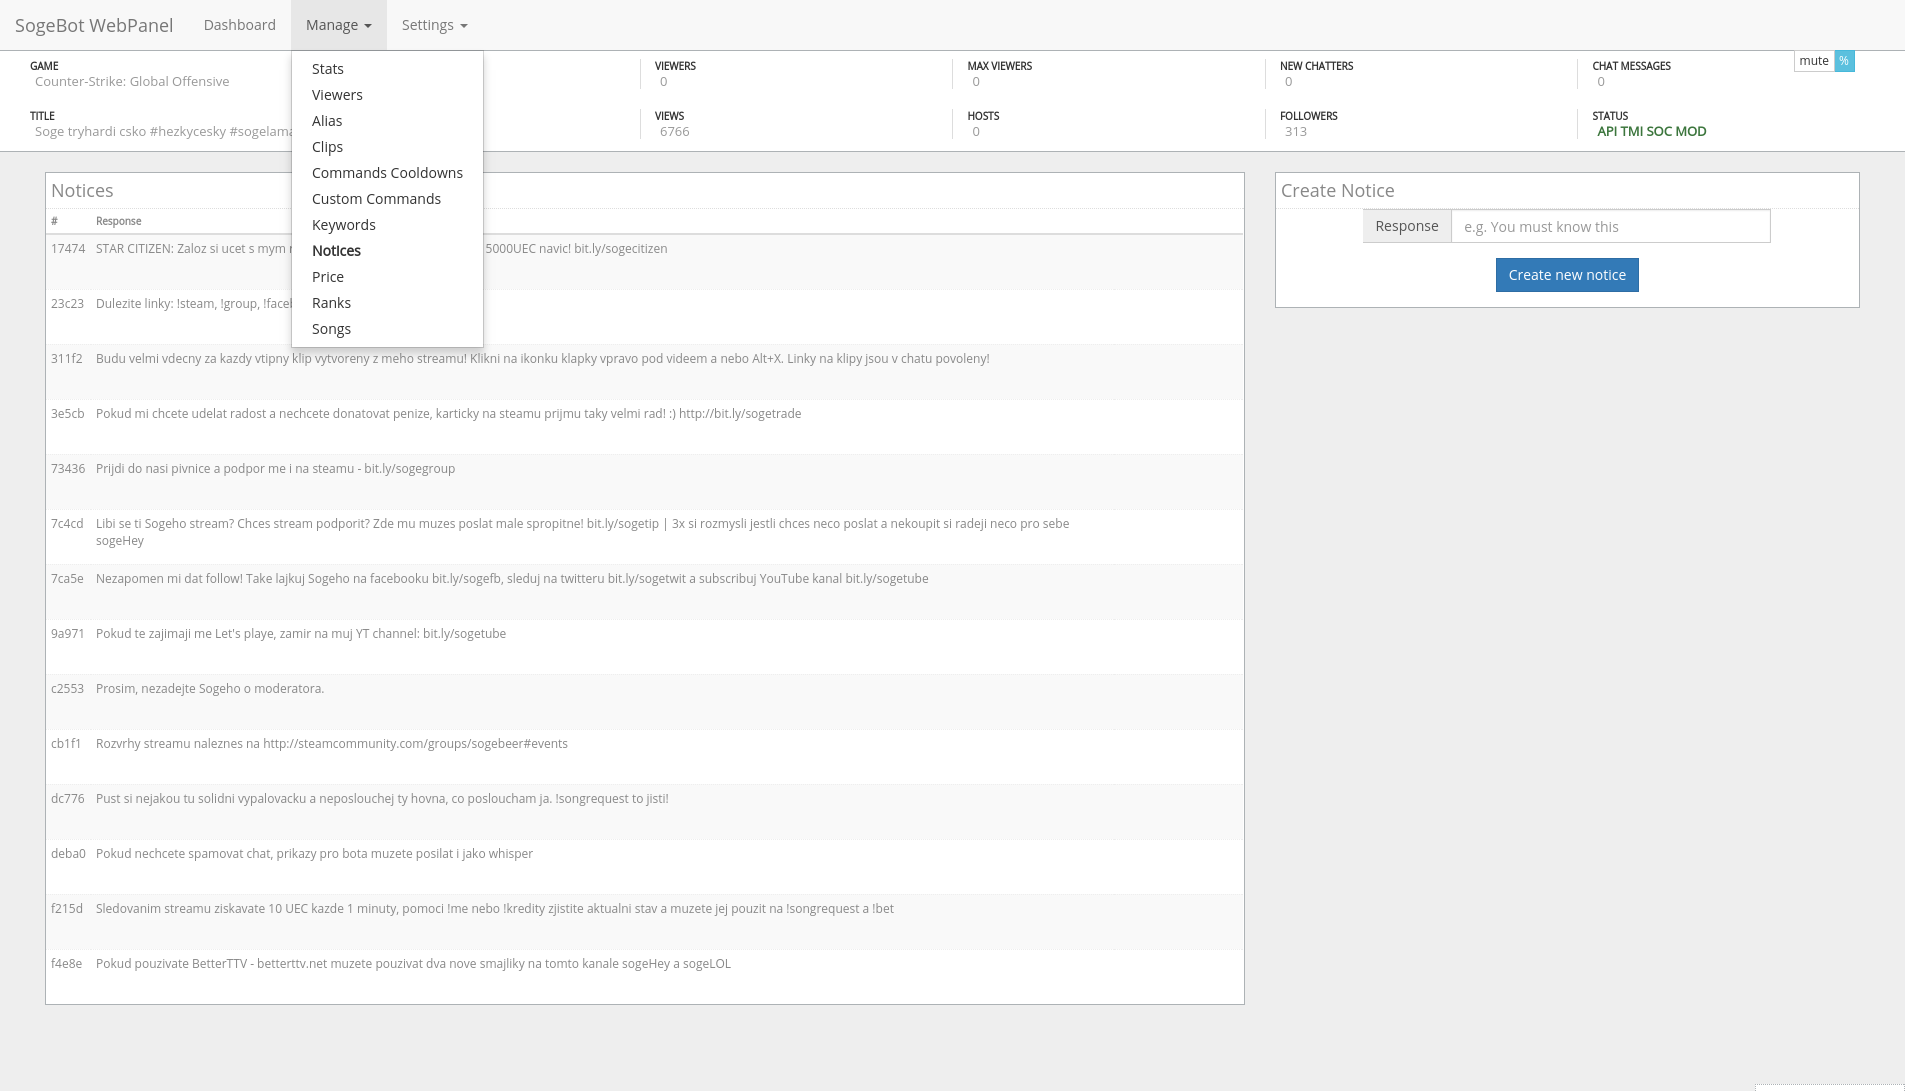 SogeBot WebPanel Dashboard Manage Settings
GAME
Counter-Strike: Global Offensive
VIEWERS
0
MAX VIEWERS
0
NEW CHATTERS
0
CHAT MESSAGES
0
mute %
TITLE
Soge tryhardi csko #hezkycesky #sogelama
VIEWS
6766
HOSTS
0
FOLLOWERS
313
STATUS
API TMI SOC MOD
Stats
Viewers
Alias
Clips
Commands Cooldowns
Custom Commands
Keywords
Notices
Price
Ranks
Songs
Notices
# Response
17474 STAR CITIZEN: Zaloz si ucet s mym 5000UEC navic! bit.ly/sogecitizen
23c23 Dulezite linky: !steam, !group,
311f2 Budu velmi vdecny za kazdy vtipny klip vytvoreny z meho streamu! Klikni na ikonku klapky vpravo pod videem a nebo Alt+X. Linky na klipy jsou v chatu povoleny!
3e5cb Pokud mi chcete udelat radost a nechcete donatovat penize, karticky na steamu prijmu taky velmi rad! :) http://bit.ly/sogetrade
73436 Prijdi do nasi pivnice a podpor me i na steamu - bit.ly/sogegroup
7c4cd Libi se ti Sogeho stream? Chces stream podporit? Zde mu muzes poslat male spropitne! bit.ly/sogetip | 3x si rozmysli jestli chces neco poslat a nekoupit si radeji neco pro sebe
sogeHey
7ca5e Nezapomen mi dat follow! Take lajkuj Sogeho na facebooku bit.ly/sogefb, sleduj na twitteru bit.ly/sogetwit a subscribuj YouTube kanal bit.ly/sogetube
9a971 Pokud te zajimaji me Let's playe, zamir na muj YT channel: bit.ly/sogetube
c2553 Prosim, nezadejte Sogeho o moderatora.
cb1f1 Rozvrhy streamu naleznes na http://steamcommunity.com/groups/sogebeer#events
dc776 Pust si nejakou tu solidni vypalovacku a neposlouchej ty hovna, co posloucham ja. !songrequest to jisti!
deba0 Pokud nechcete spamovat chat, prikazy pro bota muzete posilat i jako whisper
f215d Sledovanim streamu ziskavate 10 UEC kazde 1 minuty, pomoci !me nebo !kredity zjistite aktualni stav a muzete jej pouzit na !songrequest a !bet
f4e8e Pokud pouzivate BetterTTV - betterttv.net muzete pouzivat dva nove smajliky na tomto kanale sogeHey a sogeLOL
Create Notice
Response e.g. You must know this
Create new notice